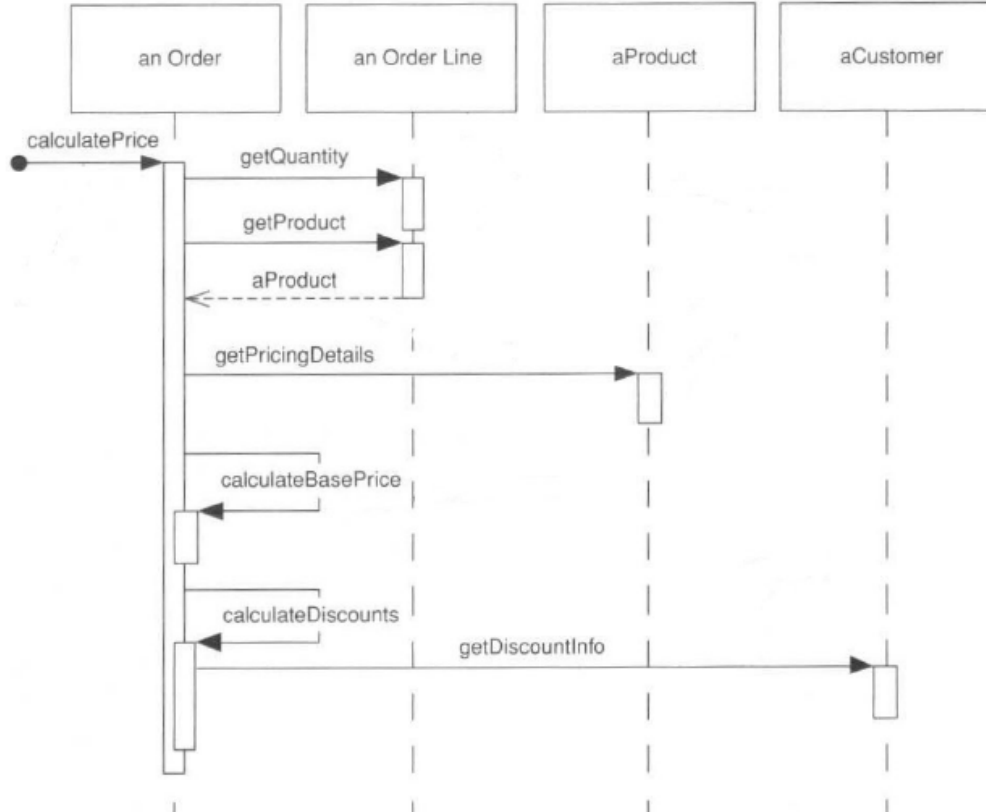 an Order
an Order Line
aProduct
aCustomer
calculatePrice
getQuantity
getProduct
aProduct
getPricingDetails
calculateBasePrice
calculateDiscounts
getDiscountInfo